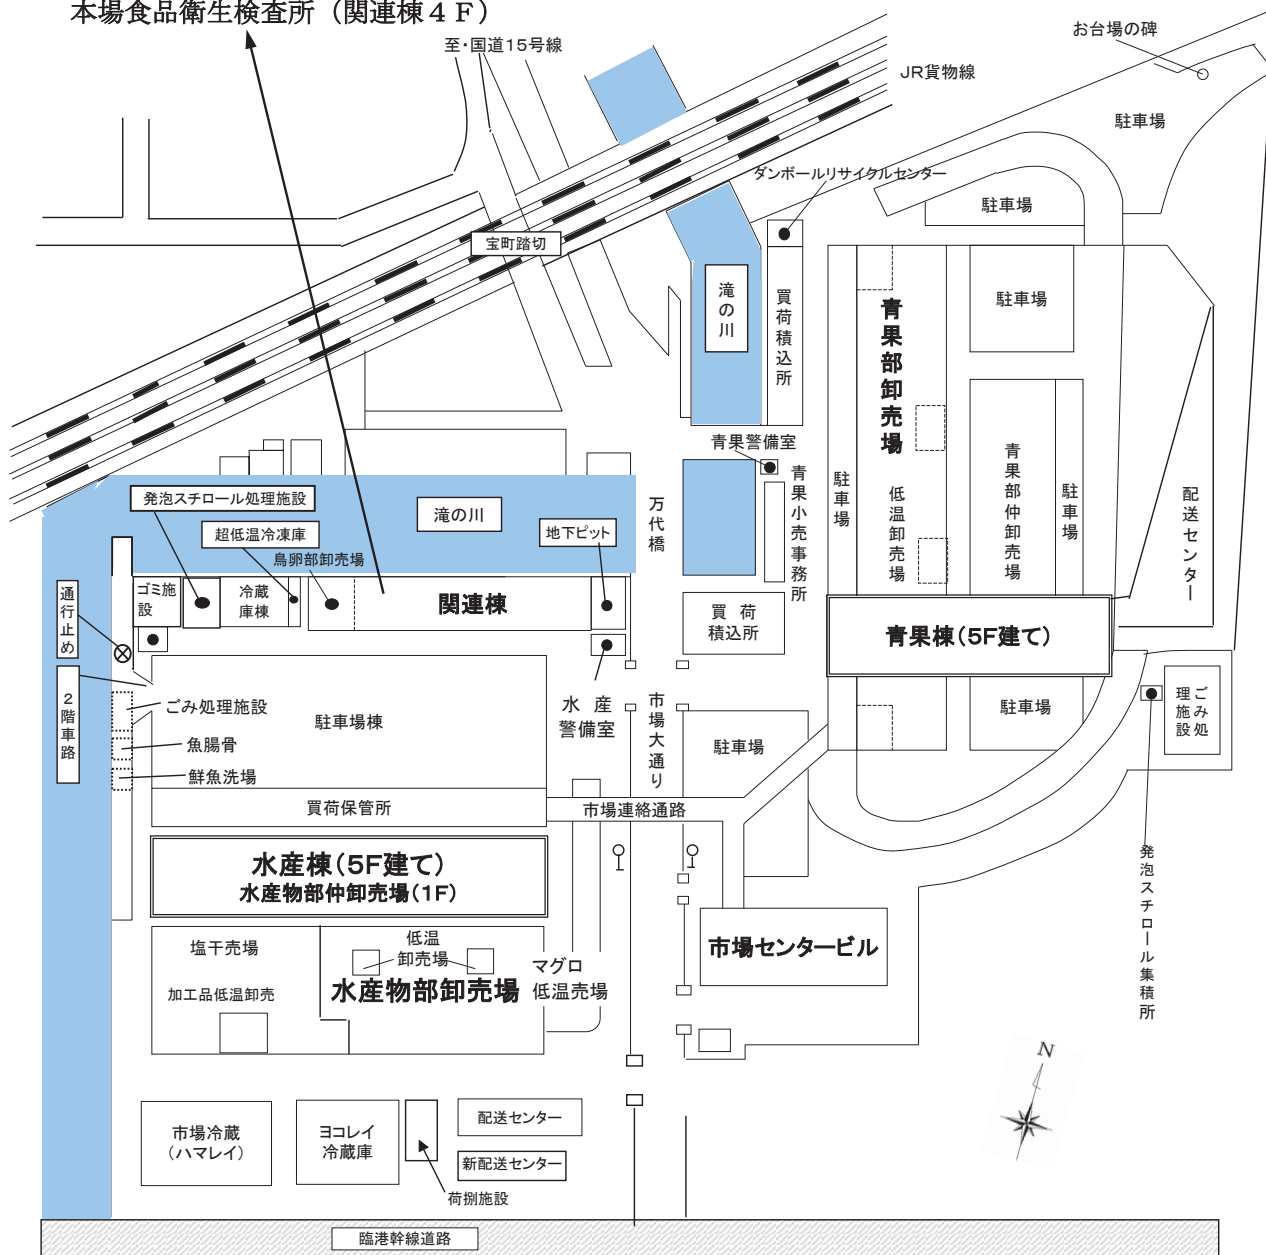 本場食品衛生検査所（関連棟４Ｆ）
至・国道15号線
お台場の碑
JR貨物線
駐車場
ダンボールリサイクルセンター
駐車場
宝町踏切
滝の川
買荷積込所
青果部卸売場
駐車場
青果警備室
発泡スチロール処理施設
滝の川
超低温冷凍庫
地下ピット
鳥卵部卸売場
万代橋
青果小売事務所
駐車場
低温卸売場
青果部仲卸売場
駐車場
配送センター
通行止め
ゴミ施
設
冷蔵
庫棟
関連棟
買　荷
積込所
青果棟(5F建て)
2階車路
ごみ処理施設
魚腸骨
鮮魚洗場
駐車場棟
水　産
警備室
市場大通り
駐車場
駐車場
ごみ処
理施設
買荷保管所
市場連絡通路
水産棟(5F建て)
水産物部仲卸売場(1F)
発泡スチロール集積所
塩干売場
低温
卸売場
マグロ
低温売場
加工品低温卸売
水産物部卸売場
市場センタービル
N
市場冷蔵
(ハマレイ)
ヨコレイ
冷蔵庫
配送センター
新配送センター
荷捌施設
臨港幹線道路